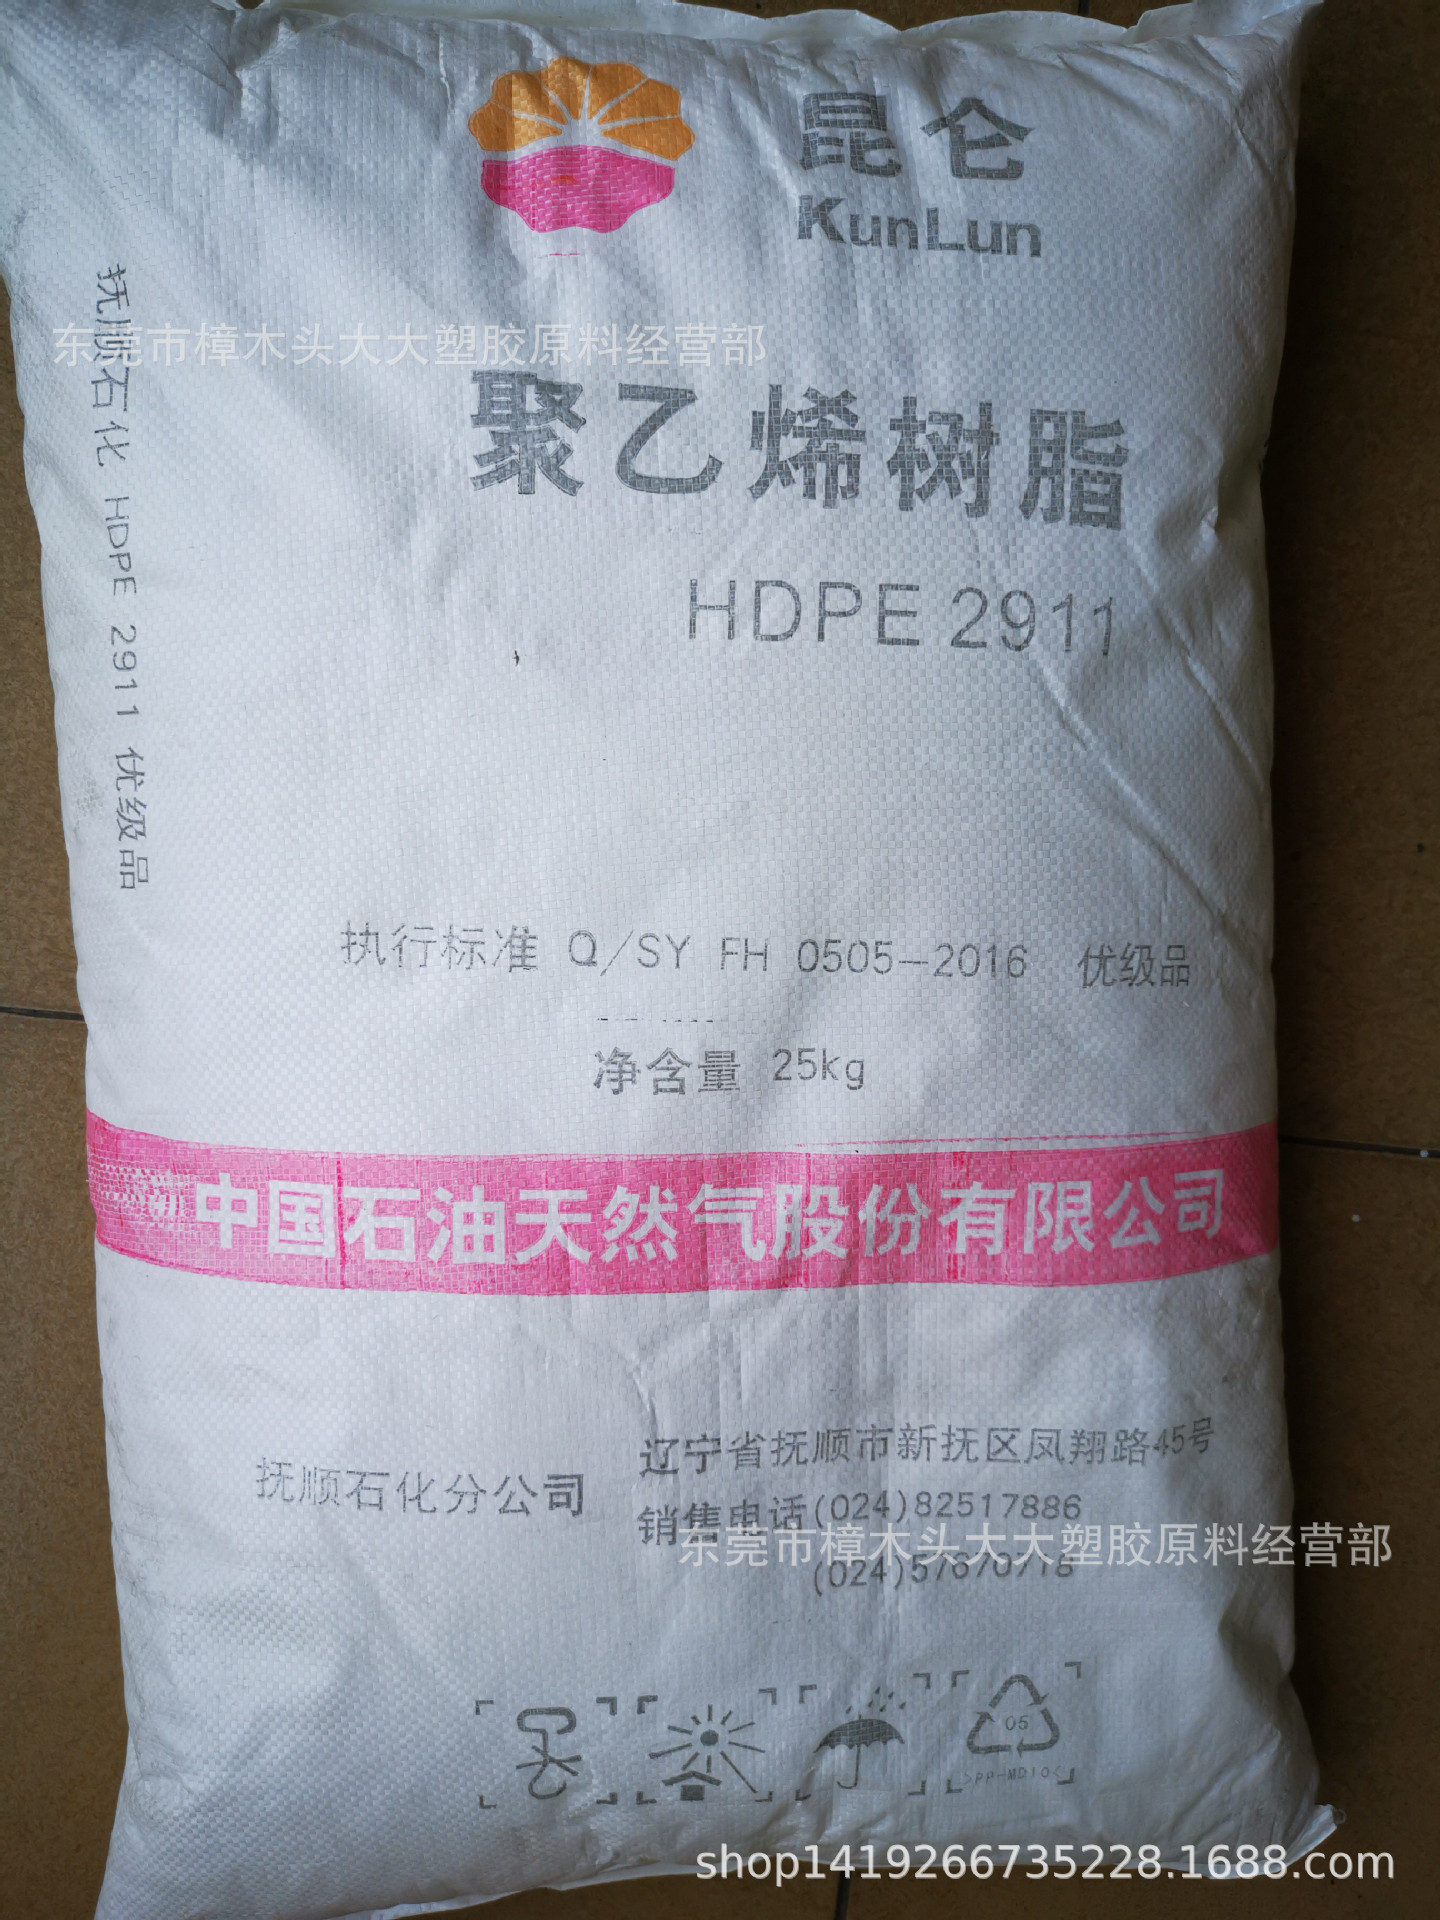 昆仑
KunLun
东莞市樟木头大大塑胶原料经营部
聚乙烯树脂
HDPE 2911
抚顺石化 HDPE 2911 优级品
执行标准 Q/SY FH 0505-2016 优级品
净含量 25kg
中国石油天然气股份有限公司
抚顺石化分公司
辽宁省抚顺市新抚区凤翔路45号
销售电话(024)82517886
东莞市樟木头大大塑胶原料经营部
(024)57670718
05
>PP-MD10<
shop1419266735228.1688.com